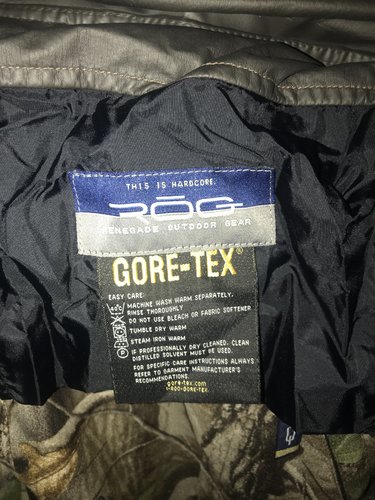 THIS IS HARDCORE.
RŌG
RENEGADE OUTDOOR GEAR
GORE-TEX®
EASY CARE:
MACHINE WASH WARM SEPARATELY.
RINSE THOROUGHLY
DO NOT USE BLEACH OR FABRIC SOFTENER
TUMBLE DRY WARM
STEAM IRON WARM
IF PROFESSIONALLY DRY CLEANED, CLEAN
DISTILLED SOLVENT MUST BE USED.
FOR SPECIFIC CARE INSTRUCTIONS ALWAYS
REFER TO GARMENT MANUFACTURER
RECOMMENDATIONS.
gore-tex.com
1-800-GORE-TEX.